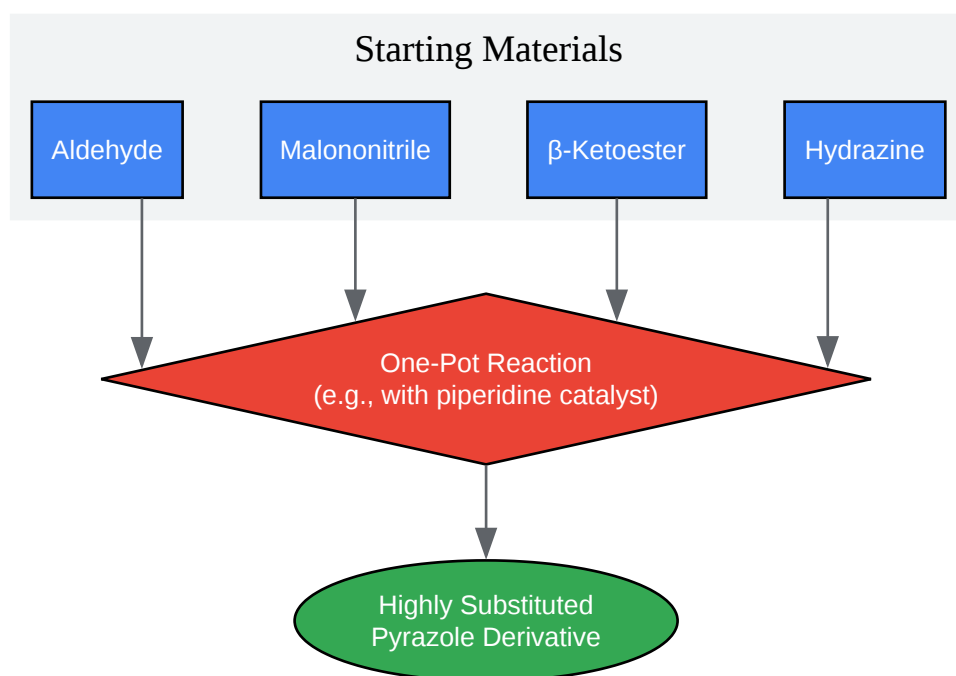 Starting Materials
Aldehyde
Malononitrile
β-Ketoester
Hydrazine
One-Pot Reaction
(e.g., with piperidine catalyst)
Highly Substituted
Pyrazole Derivative